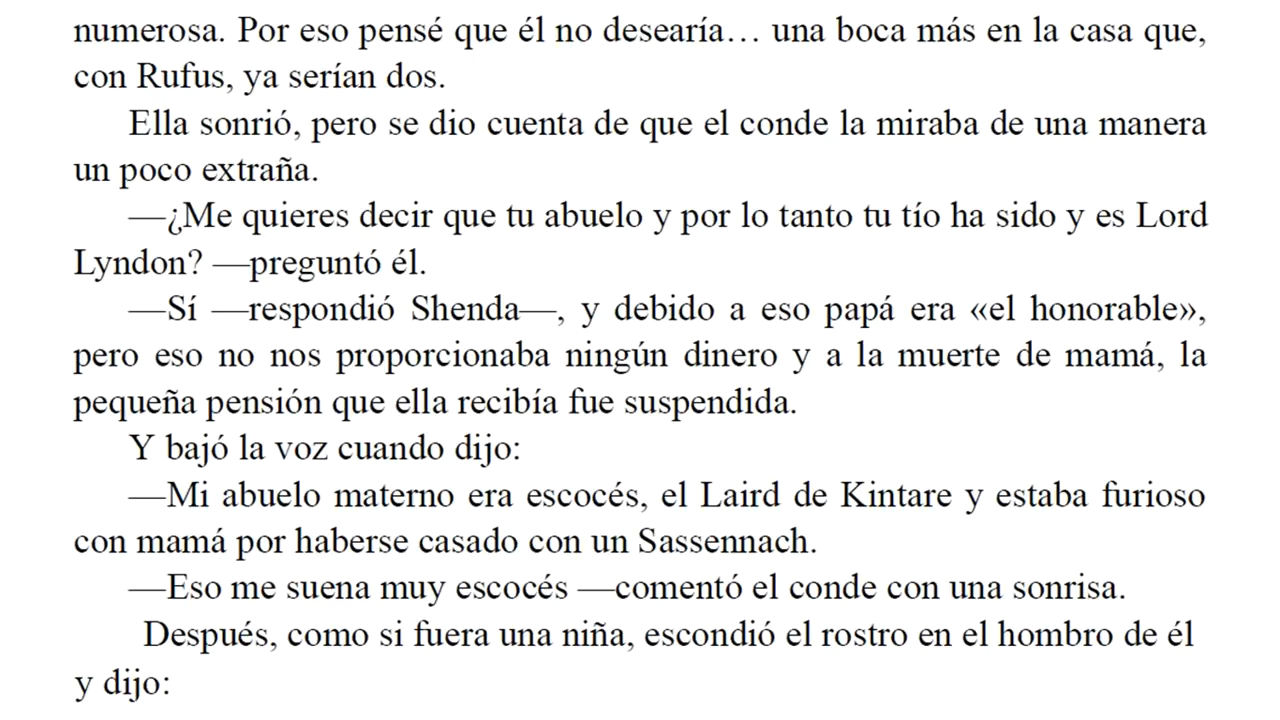 numerosa. Por eso pensé que él no desearía… una boca más en la casa que,
con Rufus, ya serían dos.
Ella sonrió, pero se dio cuenta de que el conde la miraba de una manera
un poco extraña.
—¿Me quieres decir que tu abuelo y por lo tanto tu tío ha sido y es Lord
Lyndon? —preguntó él.
—Sí —respondió Shenda—, y debido a eso papá era «el honorable»,
pero eso no nos proporcionaba ningún dinero y a la muerte de mamá, la
pequeña pensión que ella recibía fue suspendida.
Y bajó la voz cuando dijo:
—Mi abuelo materno era escocés, el Laird de Kintare y estaba furioso
con mamá por haberse casado con un Sassennach.
—Eso me suena muy escocés —comentó el conde con una sonrisa.
Después, como si fuera una niña, escondió el rostro en el hombro de él
y dijo: